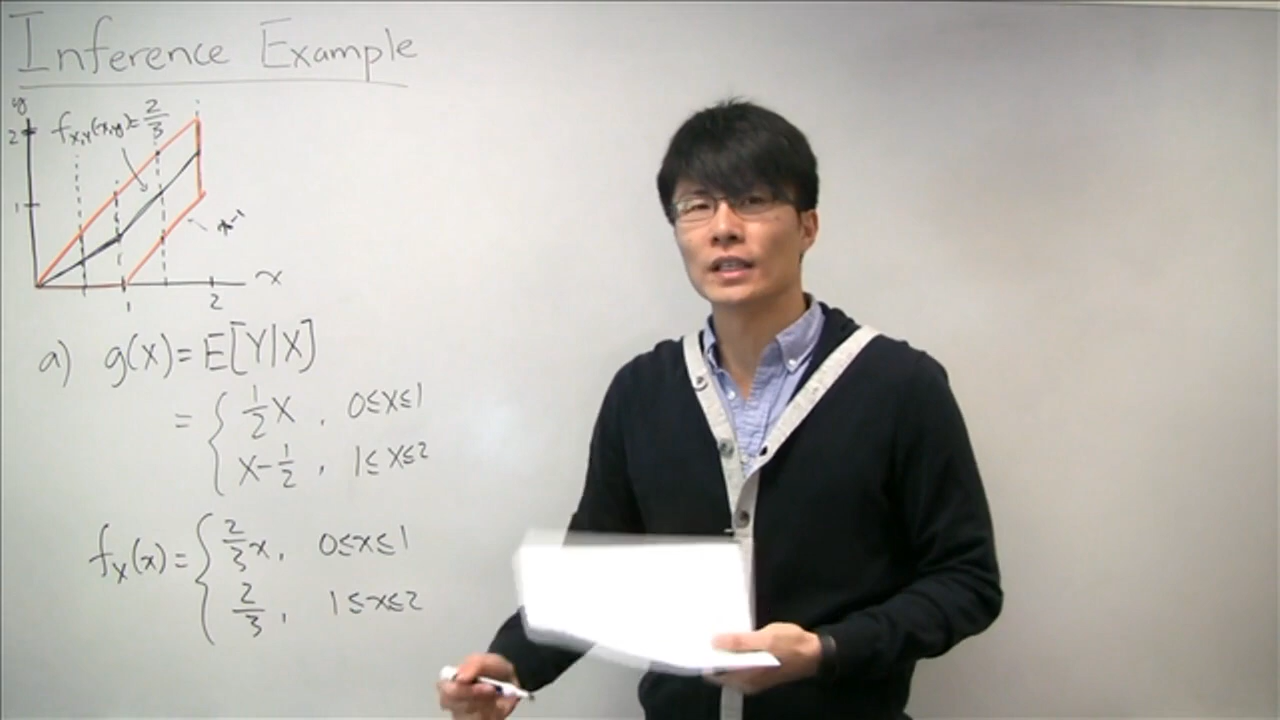 Inference Example
y
2
f_{X,Y}(x,y)=2/3
1
x-1
x
1
2
a) g(X)=E[Y|X]
= { 1/2 X , 0≤X≤1
X-1/2 , 1≤X≤2
f_X(x)= { 2/3 x, 0≤x≤1
2/3, 1≤x≤2